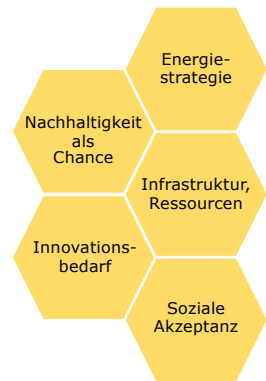 Energie-
strategie
Nachhaltigkeit
als
Chance
Infrastruktur,
Ressourcen
Innovations-
bedarf
Soziale
Akzeptanz